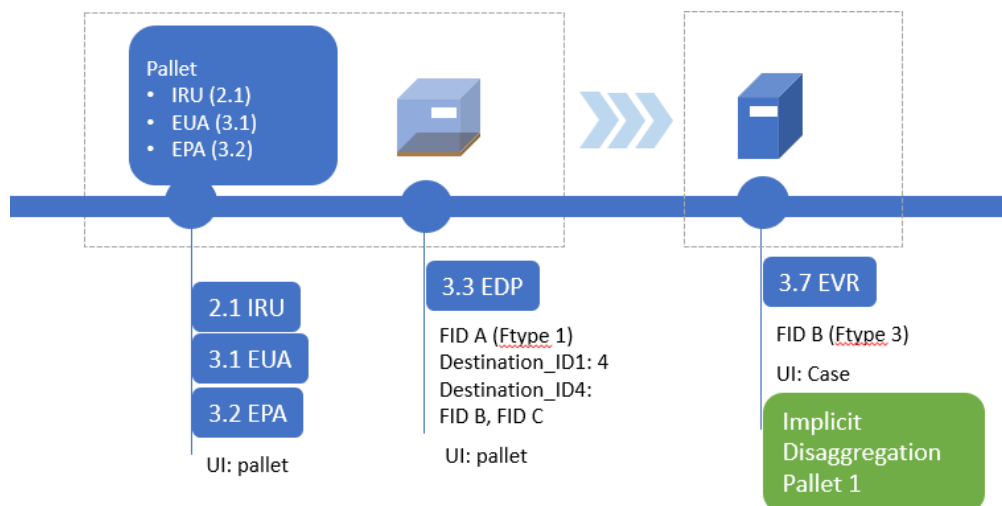 Pallet
• IRU (2.1)
• EUA (3.1)
• EPA (3.2)
2.1 IRU
3.1 EUA
3.2 EPA
UI: pallet
3.3 EDP
FID A (Ftype 1)
Destination_ID1: 4
Destination_ID4:
FID B, FID C
UI: pallet
3.7 EVR
FID B (Ftype 3)
UI: Case
Implicit
Disaggregation
Pallet 1